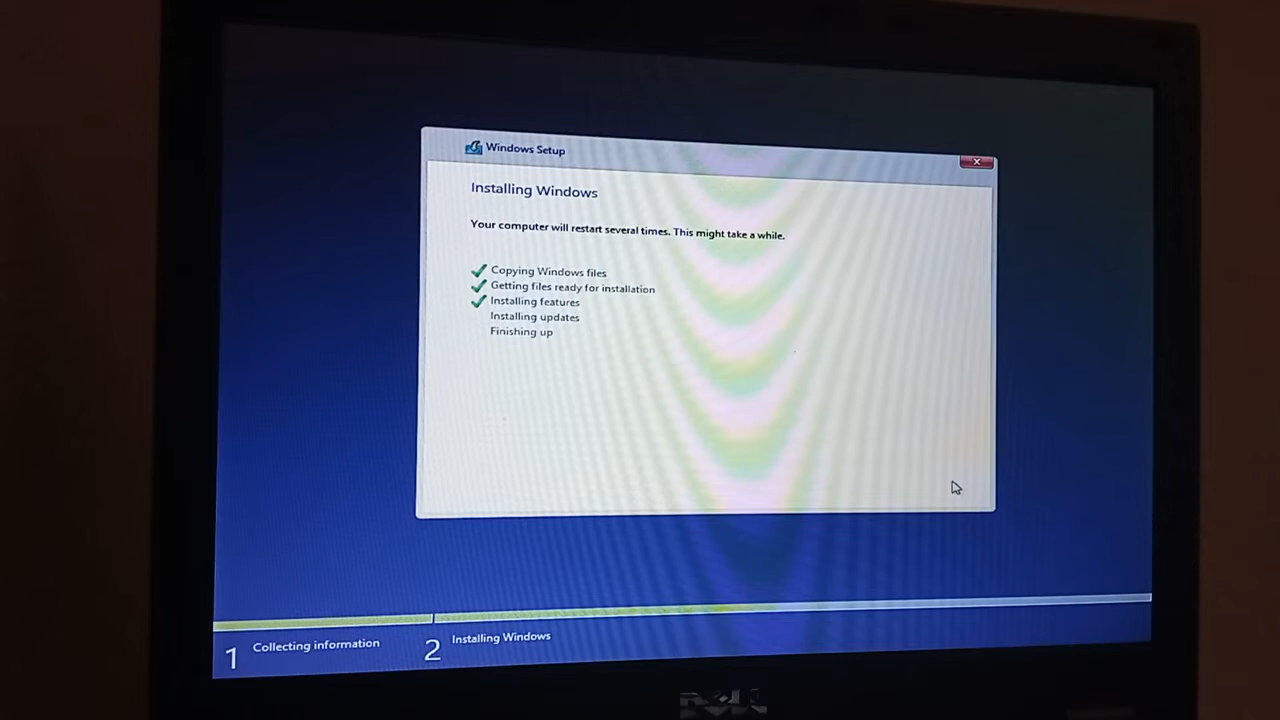 Windows Setup
Installing Windows
Your computer will restart several times. This might take a while.
Copying Windows files
Getting files ready for installation
Installing features
Installing updates
Finishing up
1 Collecting information
2 Installing Windows
DELL